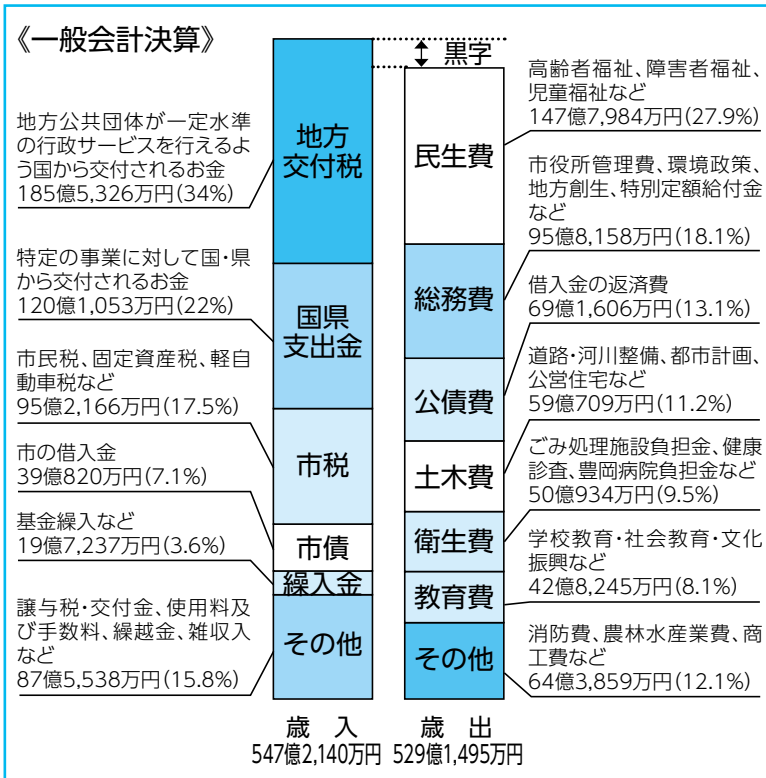 《一般会計決算》
黒字
地方公共団体が一定水準
の行政サービスを行えるよ
う国から交付されるお金
185億5,326万円(34%)
特定の事業に対して国・県
から交付されるお金
120億1,053万円(22%)
市民税、固定資産税、軽自
動車税など
95億2,166万円(17.5%)
市の借入金
39億820万円(7.1%)
基金繰入など
19億7,237万円(3.6%)
譲与税・交付金、使用料及
び手数料、繰越金、雑収入
など
87億5,538万円(15.8%)
地方
交付税
国県
支出金
市税
市債
繰入金
その他
歳 入
547億2,140万円
民生費
総務費
公債費
土木費
衛生費
教育費
その他
歳 出
529億1,495万円
高齢者福祉、障害者福祉、
児童福祉など
147億7,984万円(27.9%)
市役所管理費、環境政策、
地方創生、特別定額給付金
など
95億8,158万円(18.1%)
借入金の返済費
69億1,606万円(13.1%)
道路・河川整備、都市計画、
公営住宅など
59億709万円(11.2%)
ごみ処理施設負担金、健康
診査、豊岡病院負担金など
50億934万円(9.5%)
学校教育・社会教育・文化
振興など
42億8,245万円(8.1%)
消防費、農林水産業費、商
工費など
64億3,859万円(12.1%)